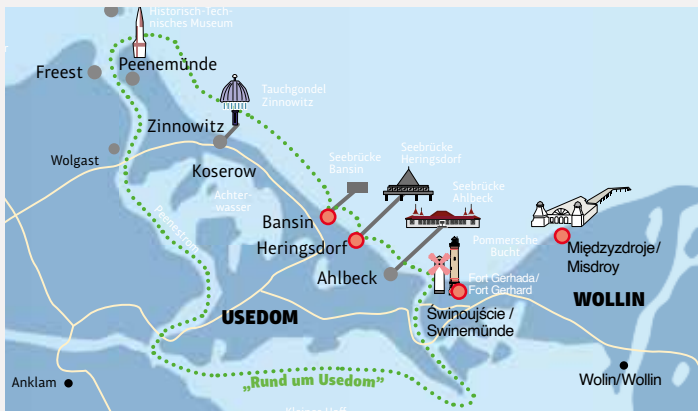 Historisch-Tech-
nisches Museum
Peenemünde
Freest
Tauchgondel
Zinnowitz
Zinnowitz
Wolgast
Koserow
Seebrücke
Bansin
Seebrücke
Heringsdorf
Achter-
wasser
Seebrücke
Ahlbeck
Peenestrom
Bansin
Heringsdorf
Pommersche
Bucht
Międzyzdroje/
Misdroy
Ahlbeck
Fort Gerhada/
Fort Gerhard
WOLLIN
USEDOM
Świnoujście /
Swinemünde
„Rund um Usedom”
Anklam
Wolin/Wollin
Kleines Haff